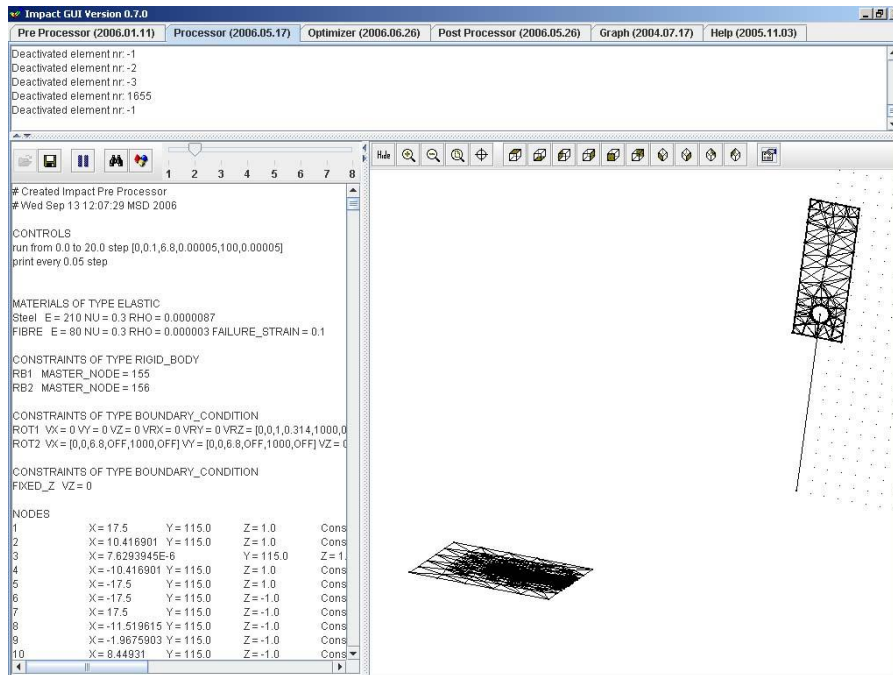 Impact GUI Version 0.7.0
Pre Processor (2006.01.11) Processor (2006.05.17) Optimizer (2006.06.26) Post Processor (2006.05.26) Graph (2004.07.17) Help (2005.11.03)
Deactivated element nr: -1
Deactivated element nr: -2
Deactivated element nr: -3
Deactivated element nr: 1655
Deactivated element nr: -1
Hide
1 2 3 4 5 6 7 8
# Created Impact Pre Processor
# Wed Sep 13 12:07:29 MSD 2006
CONTROLS
run from 0.0 to 20.0 step [0,0.1,6.8,0.00005,100,0.00005]
print every 0.05 step
MATERIALS OF TYPE ELASTIC
Steel E = 210 NU = 0.3 RHO = 0.0000087
FIBRE E = 80 NU = 0.3 RHO = 0.000003 FAILURE_STRAIN = 0.1
CONSTRAINTS OF TYPE RIGID_BODY
RB1 MASTER_NODE = 155
RB2 MASTER_NODE = 156
CONSTRAINTS OF TYPE BOUNDARY_CONDITION
ROT1 VX = 0 VY = 0 VZ = 0 VRX = 0 VRY = 0 VRZ = [0,0,1,0.314,1000,0
ROT2 VX = [0,0,6.8,OFF,1000,OFF] VY = [0,0,6.8,OFF,1000,OFF] VZ = 0
CONSTRAINTS OF TYPE BOUNDARY_CONDITION
FIXED_Z VZ = 0
NODES
1 X = 17.5 Y = 115.0 Z = 1.0 Cons
2 X = 10.416901 Y = 115.0 Z = 1.0 Cons
3 X = 7.6293945E-6 Y = 115.0 Z = 1.
4 X = -10.416901 Y = 115.0 Z = 1.0 Cons
5 X = -17.5 Y = 115.0 Z = 1.0 Cons
6 X = -17.5 Y = 115.0 Z = -1.0 Cons
7 X = 17.5 Y = 115.0 Z = -1.0 Cons
8 X = -11.519615 Y = 115.0 Z = -1.0 Cons
9 X = -1.9675903 Y = 115.0 Z = -1.0 Cons
10 X = 8.44931 Y = 115.0 Z = -1.0 Cons